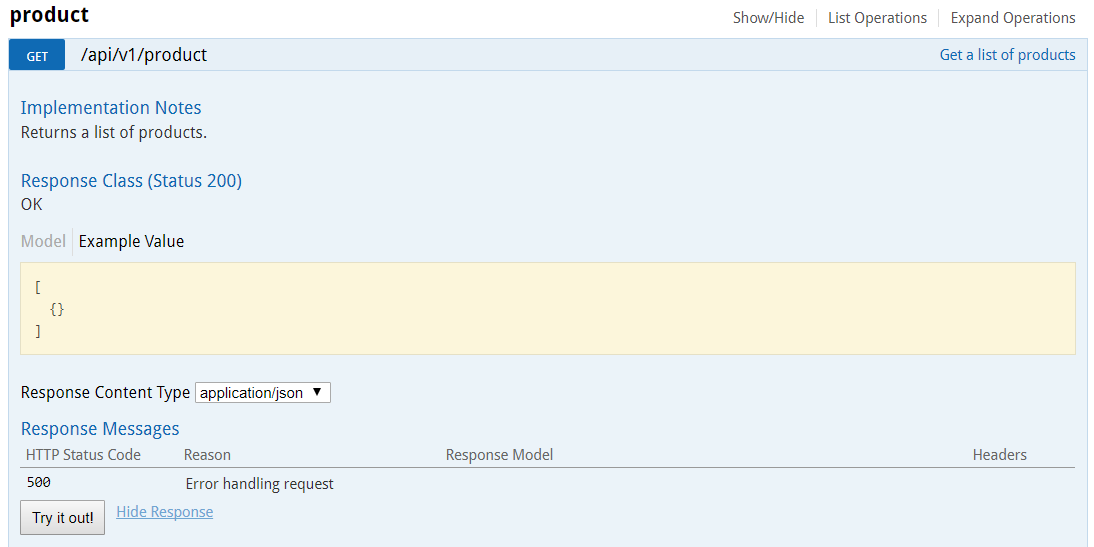 product
Show/Hide List Operations Expand Operations
GET /api/v1/product Get a list of products
Implementation Notes
Returns a list of products.
Response Class (Status 200)
OK
Model Example Value
[
{}
]
Response Content Type application/json
Response Messages
HTTP Status Code Reason Response Model Headers
500 Error handling request
Try it out! Hide Response